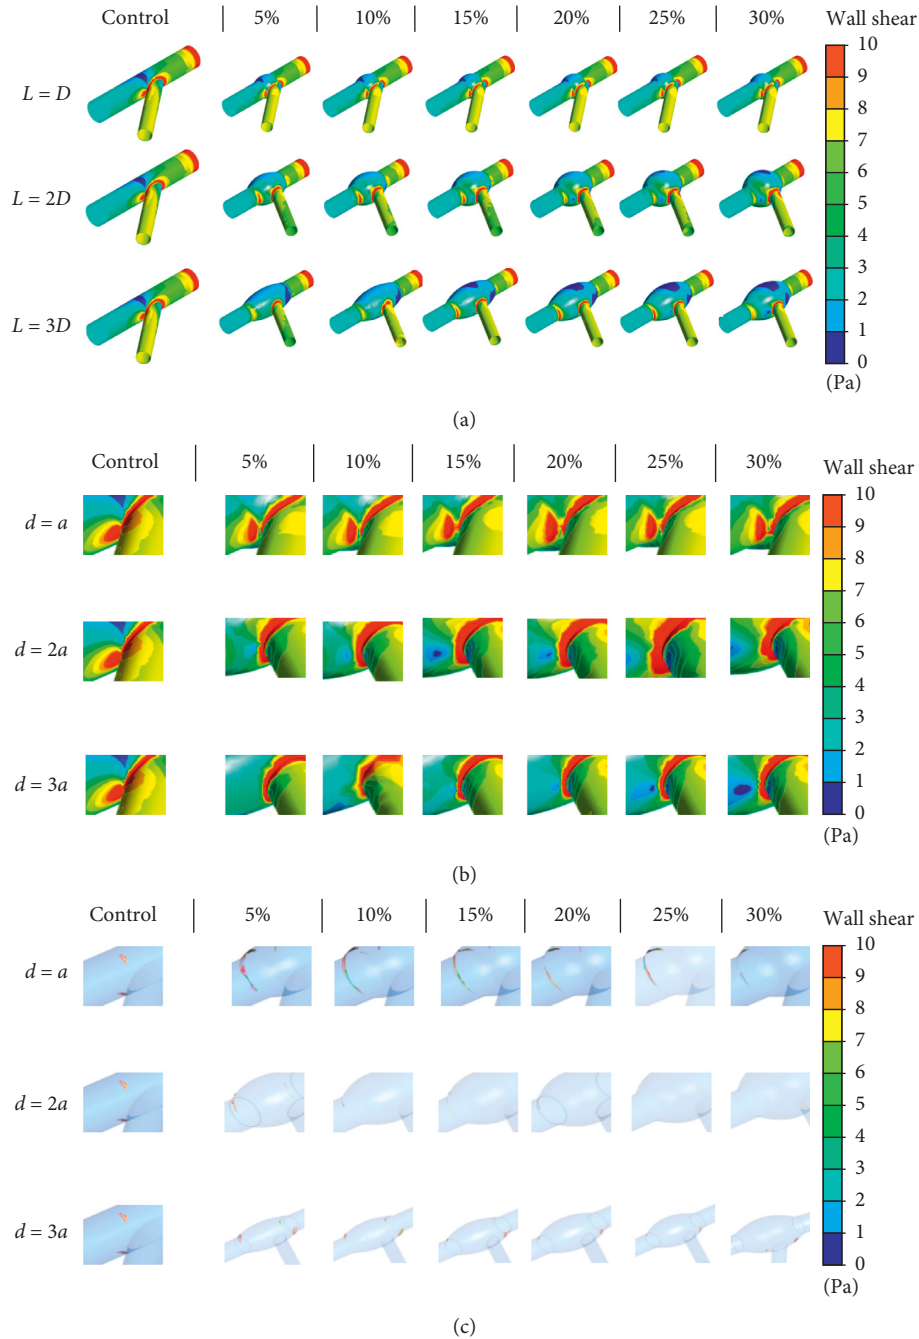 Control 5% 10% 15% 20% 25% 30% Wall shear
10
9
8
7
6
5
4
3
2
1
0
(Pa)
L = D
L = 2D
L = 3D
(a)
Control 5% 10% 15% 20% 25% 30% Wall shear
10
9
8
7
6
5
4
3
2
1
0
(Pa)
d = a
d = 2a
d = 3a
(b)
Control 5% 10% 15% 20% 25% 30% Wall shear
10
9
8
7
6
5
4
3
2
1
0
(Pa)
d = a
d = 2a
d = 3a
(c)